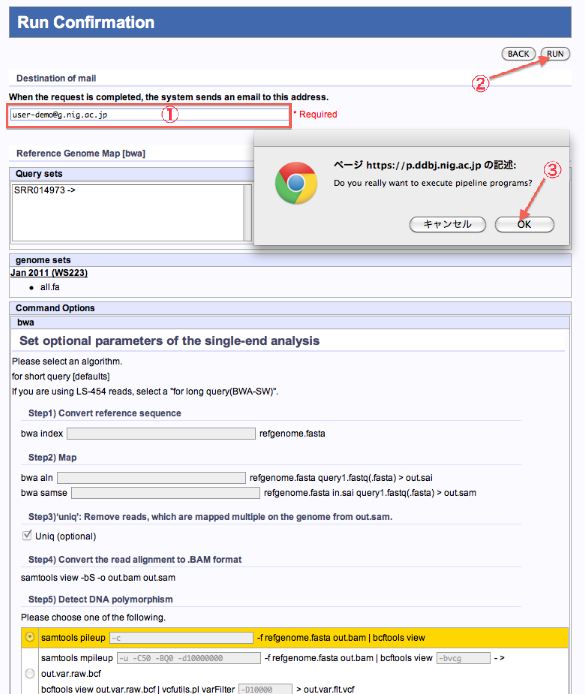 Run Confirmation
BACK RUN
②
Destination of mail
When the request is completed, the system sends an email to this address.
user-demo@g.nig.ac.jp ① * Required
ページ https://p.ddbj.nig.ac.jp の記述:
Do you really want to execute pipeline programs?
③
キャンセル OK
Reference Genome Map [bwa]
Query sets
SRR014973 ->
genome sets
Jan 2011 (WS223)
• all.fa
Command Options
bwa
Set optional parameters of the single-end analysis
Please select an algorithm.
for short query [defaults]
If you are using LS-454 reads, select a "for long query(BWA-SW)".
Step1) Convert reference sequence
bwa index refgenome.fasta
Step2) Map
bwa aln refgenome.fasta query1.fastq(.fasta) > out.sai
bwa samse refgenome.fasta in.sai query1.fastq(.fasta) > out.sam
Step3)'uniq': Remove reads, which are mapped multiple on the genome from out.sam.
Uniq (optional)
Step4) Convert the read alignment to .BAM format
samtools view -bS -o out.bam out.sam
Step5) Detect DNA polymorphism
Please choose one of the following.
samtools pileup -c -f refgenome.fasta out.bam | bcftools view
samtools mpileup -u -C50 -BQ0 -d10000000 -f refgenome.fasta out.bam | bcftools view -bvcg - >
out.var.raw.bcf
bcftools view out.var.raw.bcf | vcfutils.pl varFilter -D10000 > out.var.flt.vcf